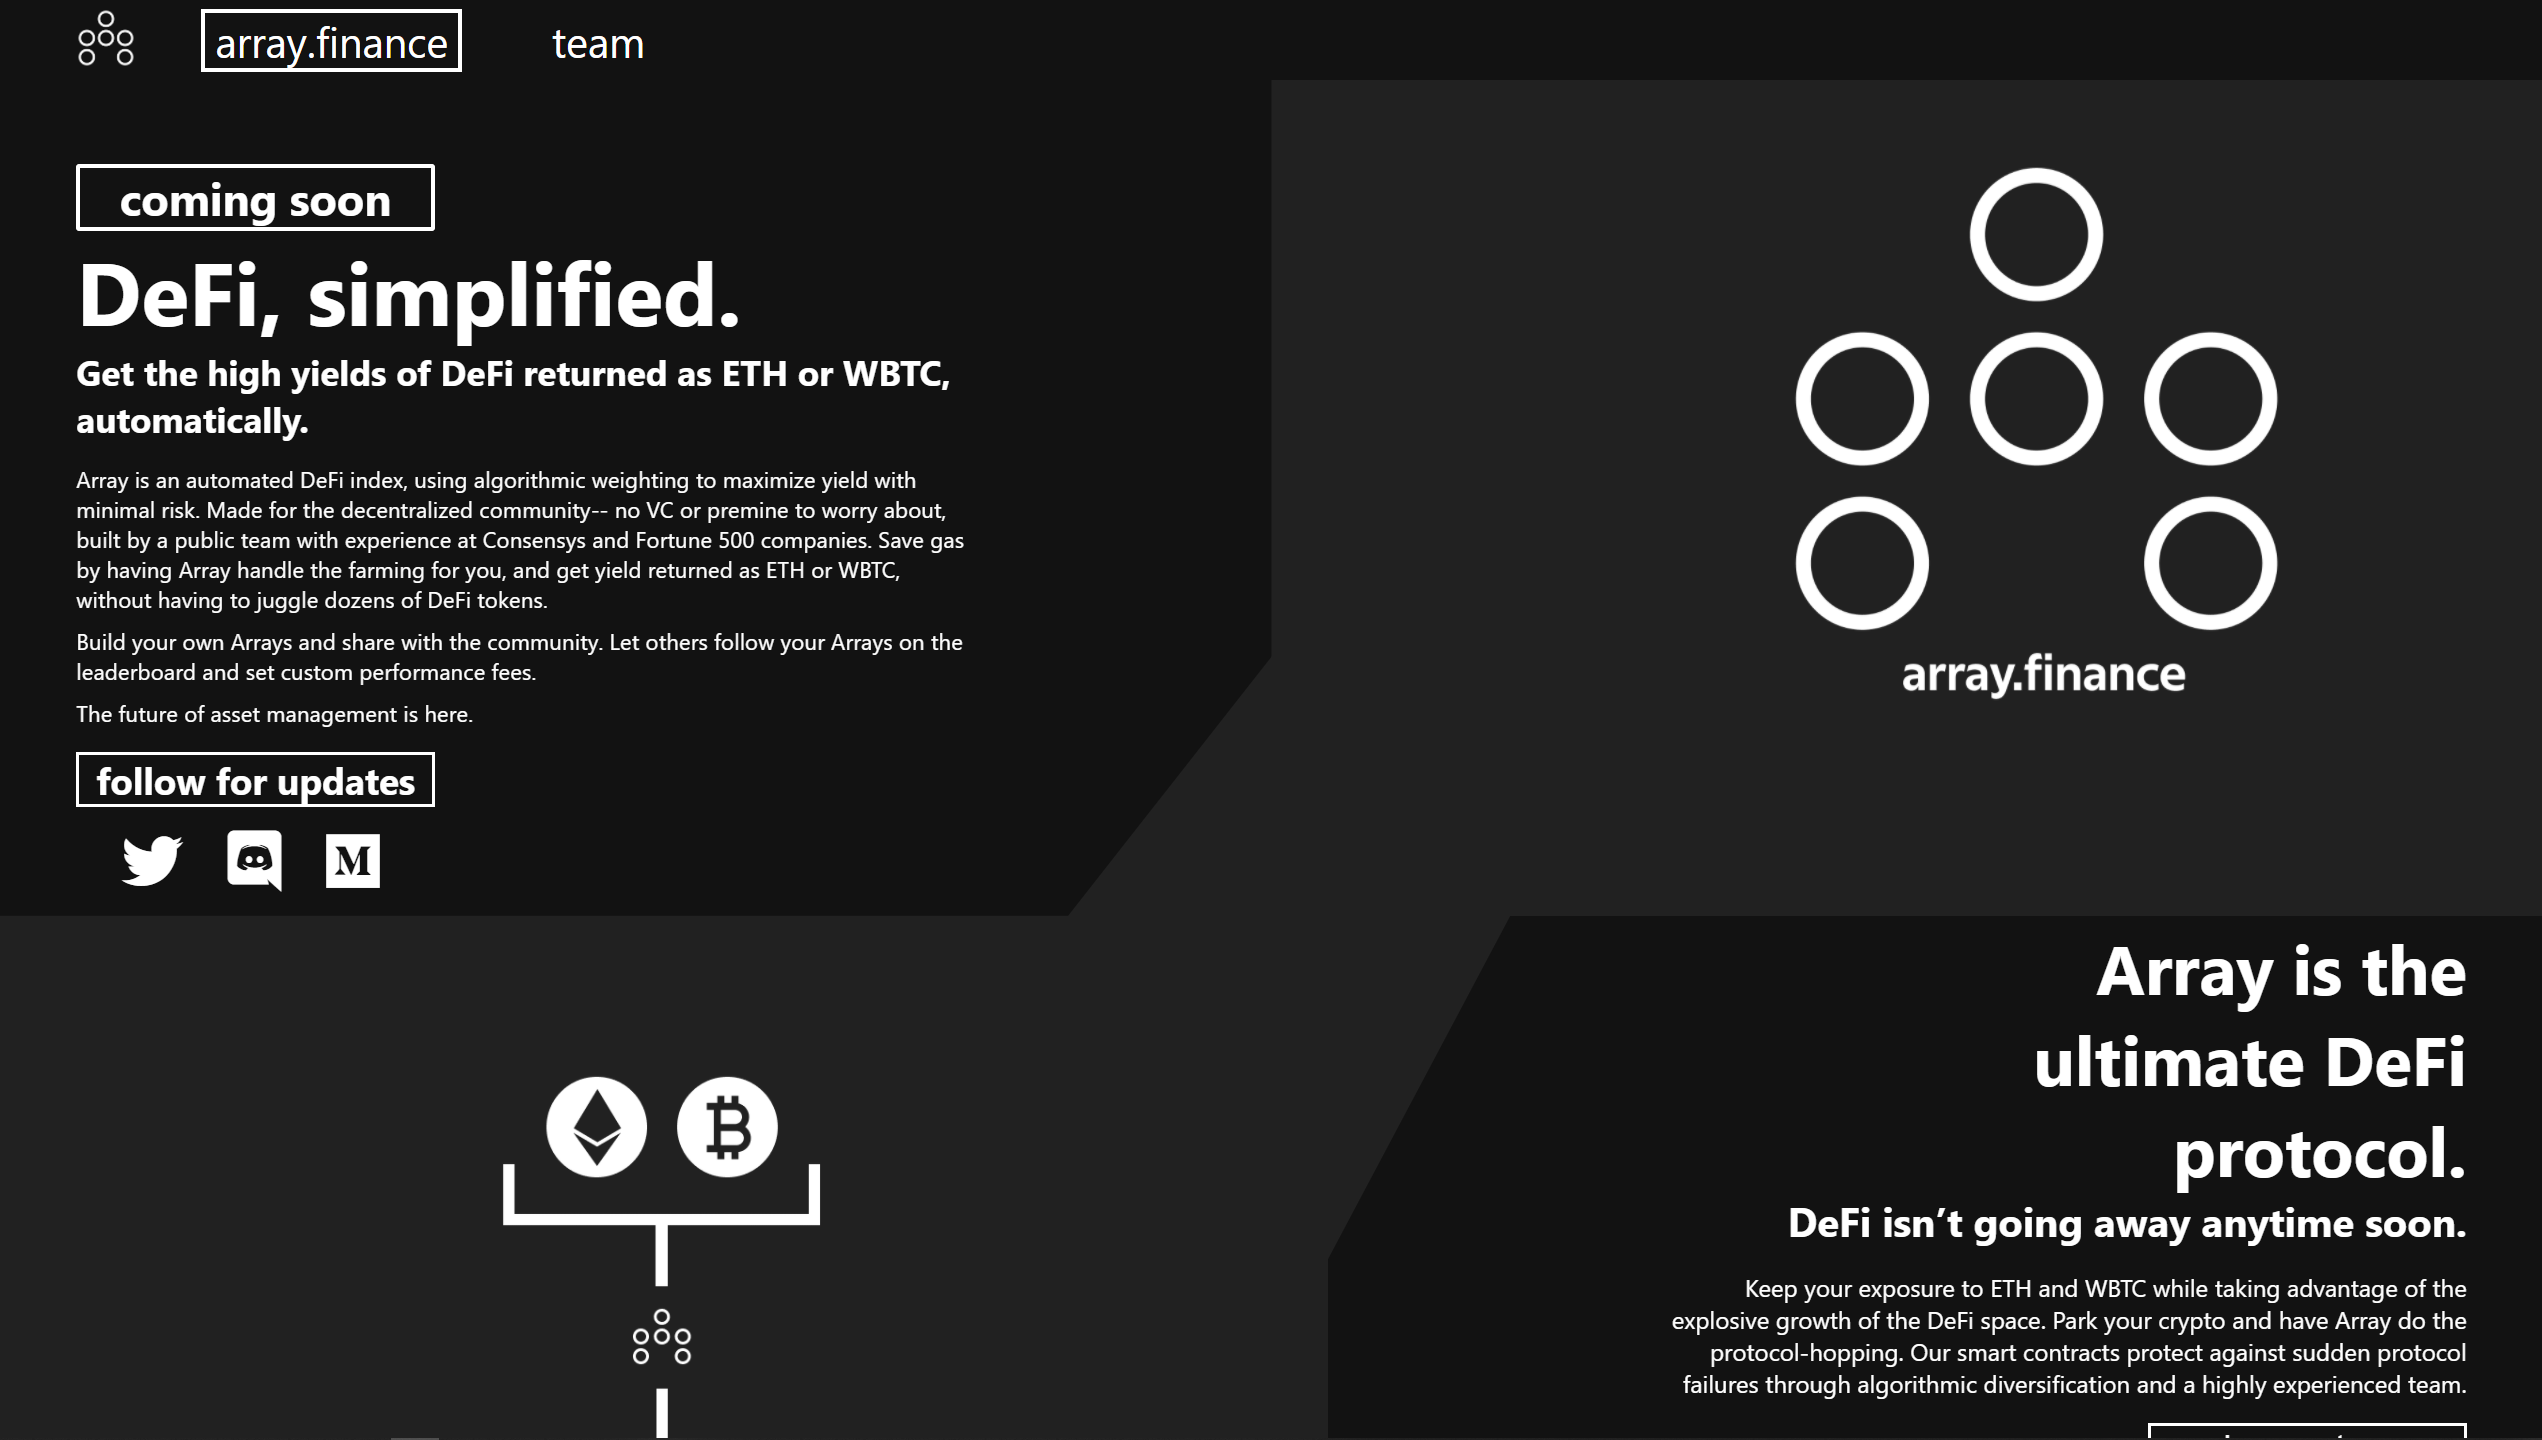 array.finance
team
coming soon
DeFi, simplified.
Get the high yields of DeFi returned as ETH or WBTC,
automatically.
Array is an automated DeFi index, using algorithmic weighting to maximize yield with
minimal risk. Made for the decentralized community-- no VC or premine to worry about,
built by a public team with experience at Consensys and Fortune 500 companies. Save gas
by having Array handle the farming for you, and get yield returned as ETH or WBTC,
without having to juggle dozens of DeFi tokens.
Build your own Arrays and share with the community. Let others follow your Arrays on the
leaderboard and set custom performance fees.
The future of asset management is here.
follow for updates
array.finance
Array is the
ultimate DeFi
protocol.
DeFi isn’t going away anytime soon.
Keep your exposure to ETH and WBTC while taking advantage of the
explosive growth of the DeFi space. Park your crypto and have Array do the
protocol-hopping. Our smart contracts protect against sudden protocol
failures through algorithmic diversification and a highly experienced team.